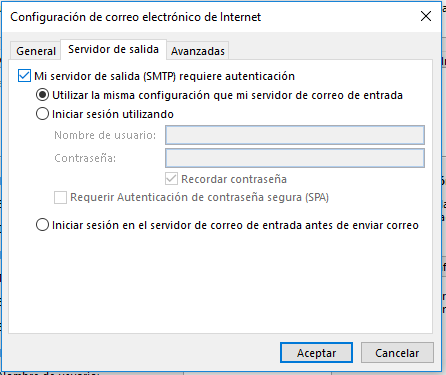 Configuración de correo electrónico de Internet
General Servidor de salida Avanzadas
Mi servidor de salida (SMTP) requiere autenticación
Utilizar la misma configuración que mi servidor de correo de entrada
Iniciar sesión utilizando
Nombre de usuario:
Contraseña:
Recordar contraseña
Requerir Autenticación de contraseña segura (SPA)
Iniciar sesión en el servidor de correo de entrada antes de enviar correo
Aceptar Cancelar